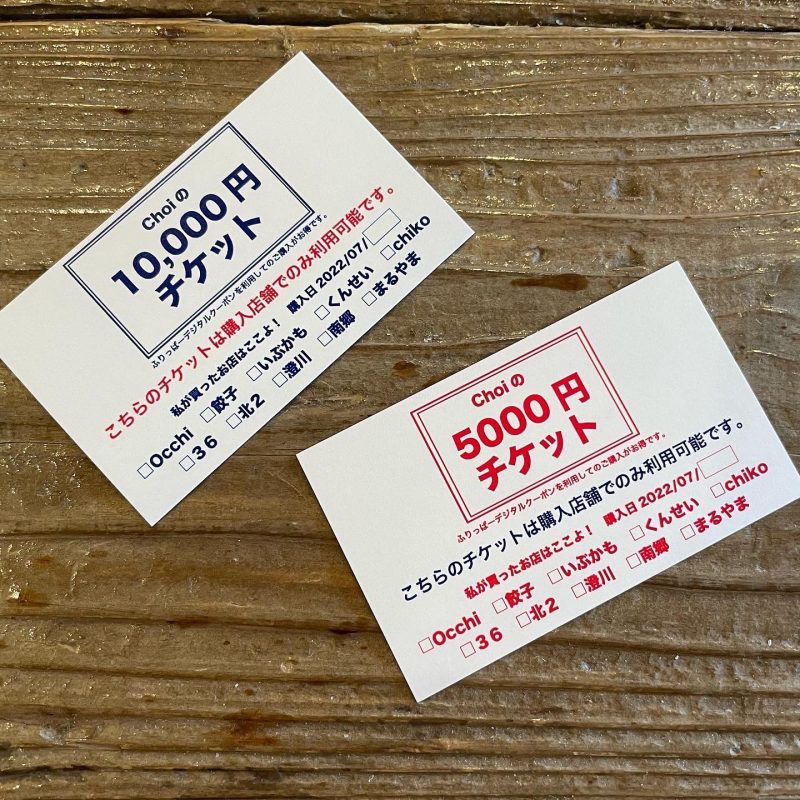 Choiの
10,000円
チケット
ふりっぱーデジタルクーポンを利用してのご購入がお得です。
こちらのチケットは購入店舗でのみ利用可能です。
私が買ったお店はここよ！ 購入日 2022/07/
□Occhi □餃子 □いぶかも □くんせい □chiko
□36 □北2 □澄川 □南郷 □まるやま
Choiの
5000円
チケット
ふりっぱーデジタルクーポンを利用してのご購入がお得です。
こちらのチケットは購入店舗でのみ利用可能です。
私が買ったお店はここよ！ 購入日 2022/07/
□Occhi □餃子 □いぶかも □くんせい □chiko
□36 □北2 □澄川 □南郷 □まるやま